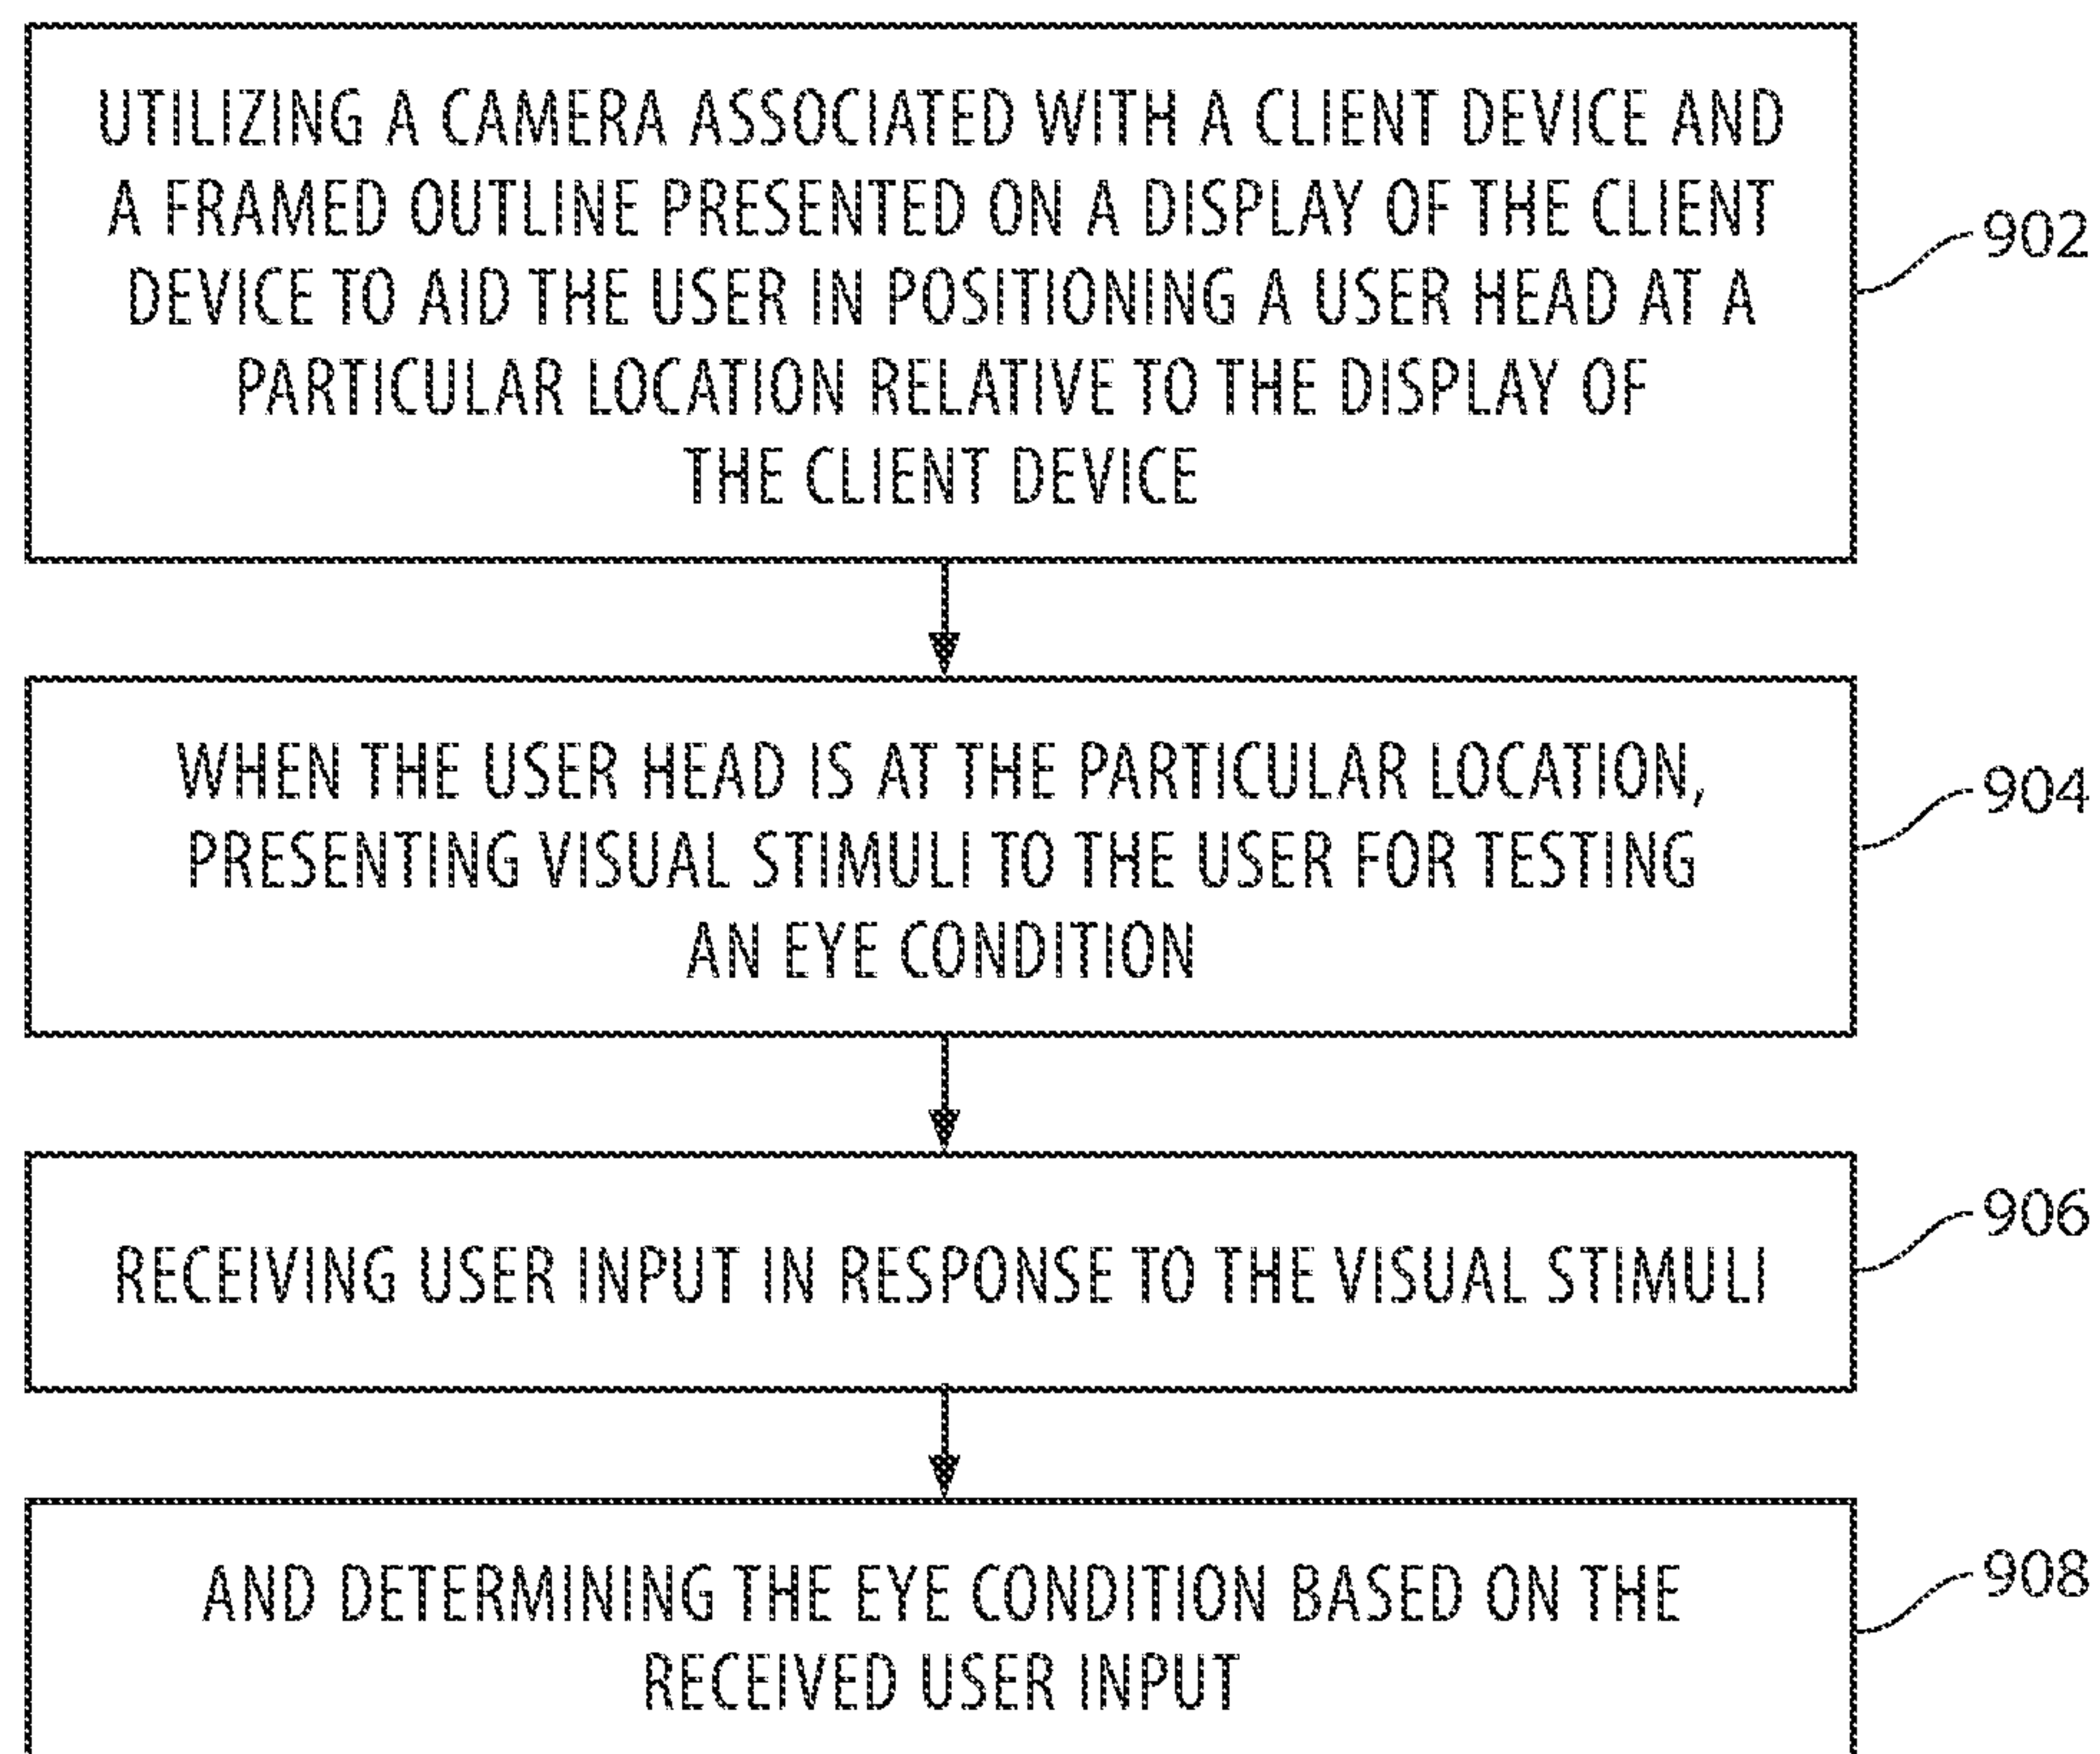 UTILIZING A CAMERA ASSOCIATED WITH A CLIENT DEVICE AND
A FRAMED OUTLINE PRESENTED ON A DISPLAY OF THE CLIENT
DEVICE TO AID THE USER IN POSITIONING A USER HEAD AT A
PARTICULAR LOCATION RELATIVE TO THE DISPLAY OF
THE CLIENT DEVICE
902
WHEN THE USER HEAD IS AT THE PARTICULAR LOCATION,
PRESENTING VISUAL STIMULI TO THE USER FOR TESTING
AN EYE CONDITION
904
RECEIVING USER INPUT IN RESPONSE TO THE VISUAL STIMULI
906
AND DETERMINING THE EYE CONDITION BASED ON THE
RECEIVED USER INPUT
908